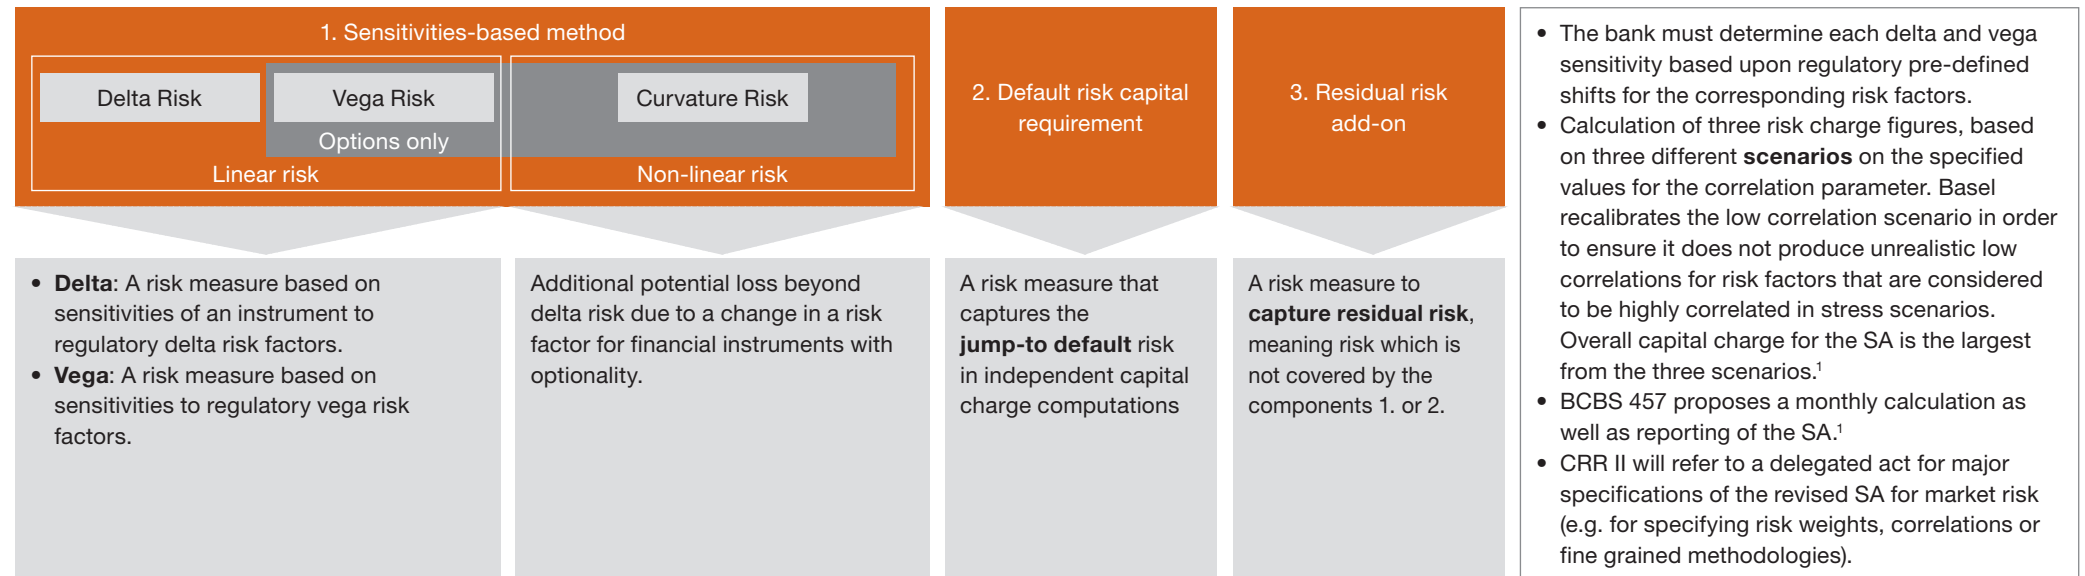 1. Sensitivities-based method
Delta Risk
Vega Risk
Curvature Risk
Options only
Linear risk
Non-linear risk
2. Default risk capital
requirement
3. Residual risk
add-on
• Delta: A risk measure based on
sensitivities of an instrument to
regulatory delta risk factors.
• Vega: A risk measure based on
sensitivities to regulatory vega risk
factors.
Additional potential loss beyond
delta risk due to a change in a risk
factor for financial instruments with
optionality.
A risk measure that
captures the
jump-to default risk
in independent capital
charge computations
A risk measure to
capture residual risk,
meaning risk which is
not covered by the
components 1. or 2.
• The bank must determine each delta and vega
sensitivity based upon regulatory pre-defined
shifts for the corresponding risk factors.
• Calculation of three risk charge figures, based
on three different scenarios on the specified
values for the correlation parameter. Basel
recalibrates the low correlation scenario in order
to ensure it does not produce unrealistic low
correlations for risk factors that are considered
to be highly correlated in stress scenarios.
Overall capital charge for the SA is the largest
from the three scenarios.¹
• BCBS 457 proposes a monthly calculation as
well as reporting of the SA.¹
• CRR II will refer to a delegated act for major
specifications of the revised SA for market risk
(e.g. for specifying risk weights, correlations or
fine grained methodologies).